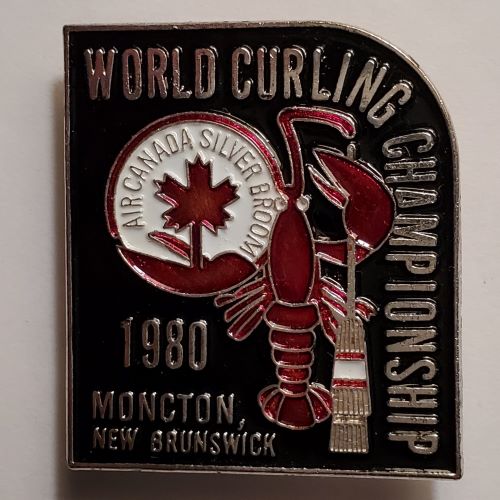 WORLD CURLING CHAMPIONSHIP
AIR CANADA SILVER BROOM
1980
MONCTON,
NEW BRUNSWICK